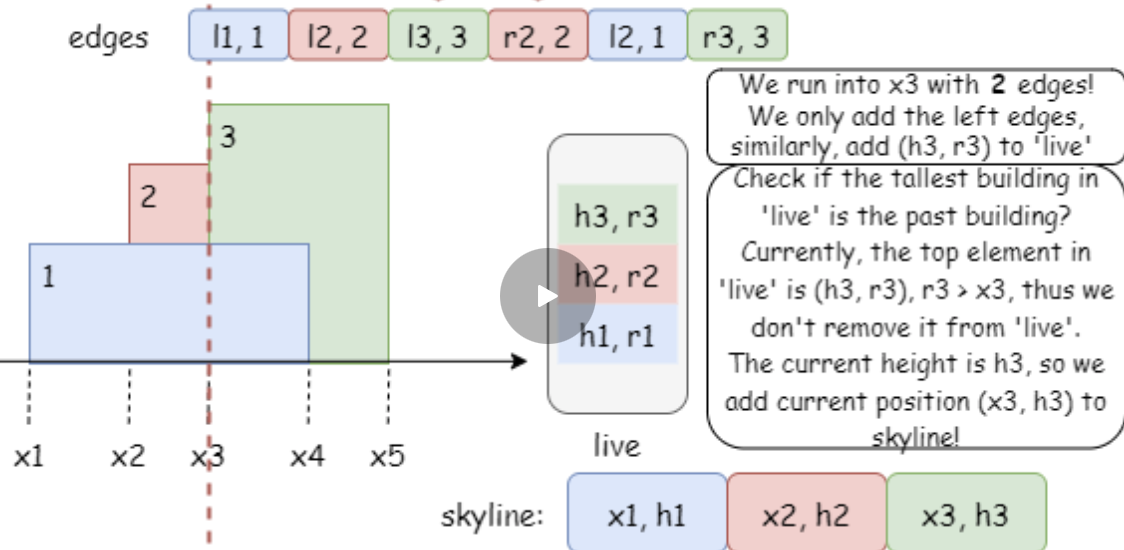 edges l1, 1 l2, 2 l3, 3 r2, 2 l2, 1 r3, 3
We run into x3 with 2 edges!
We only add the left edges,
similarly, add (h3, r3) to 'live'
Check if the tallest building in
'live' is the past building?
Currently, the top element in
'live' is (h3, r3), r3 > x3, thus we
don't remove it from 'live'.
The current height is h3, so we
add current position (x3, h3) to
skyline!
3
2
1
h3, r3
h2, r2
h1, r1
live
x1 x2 x3 x4 x5
skyline: x1, h1 x2, h2 x3, h3